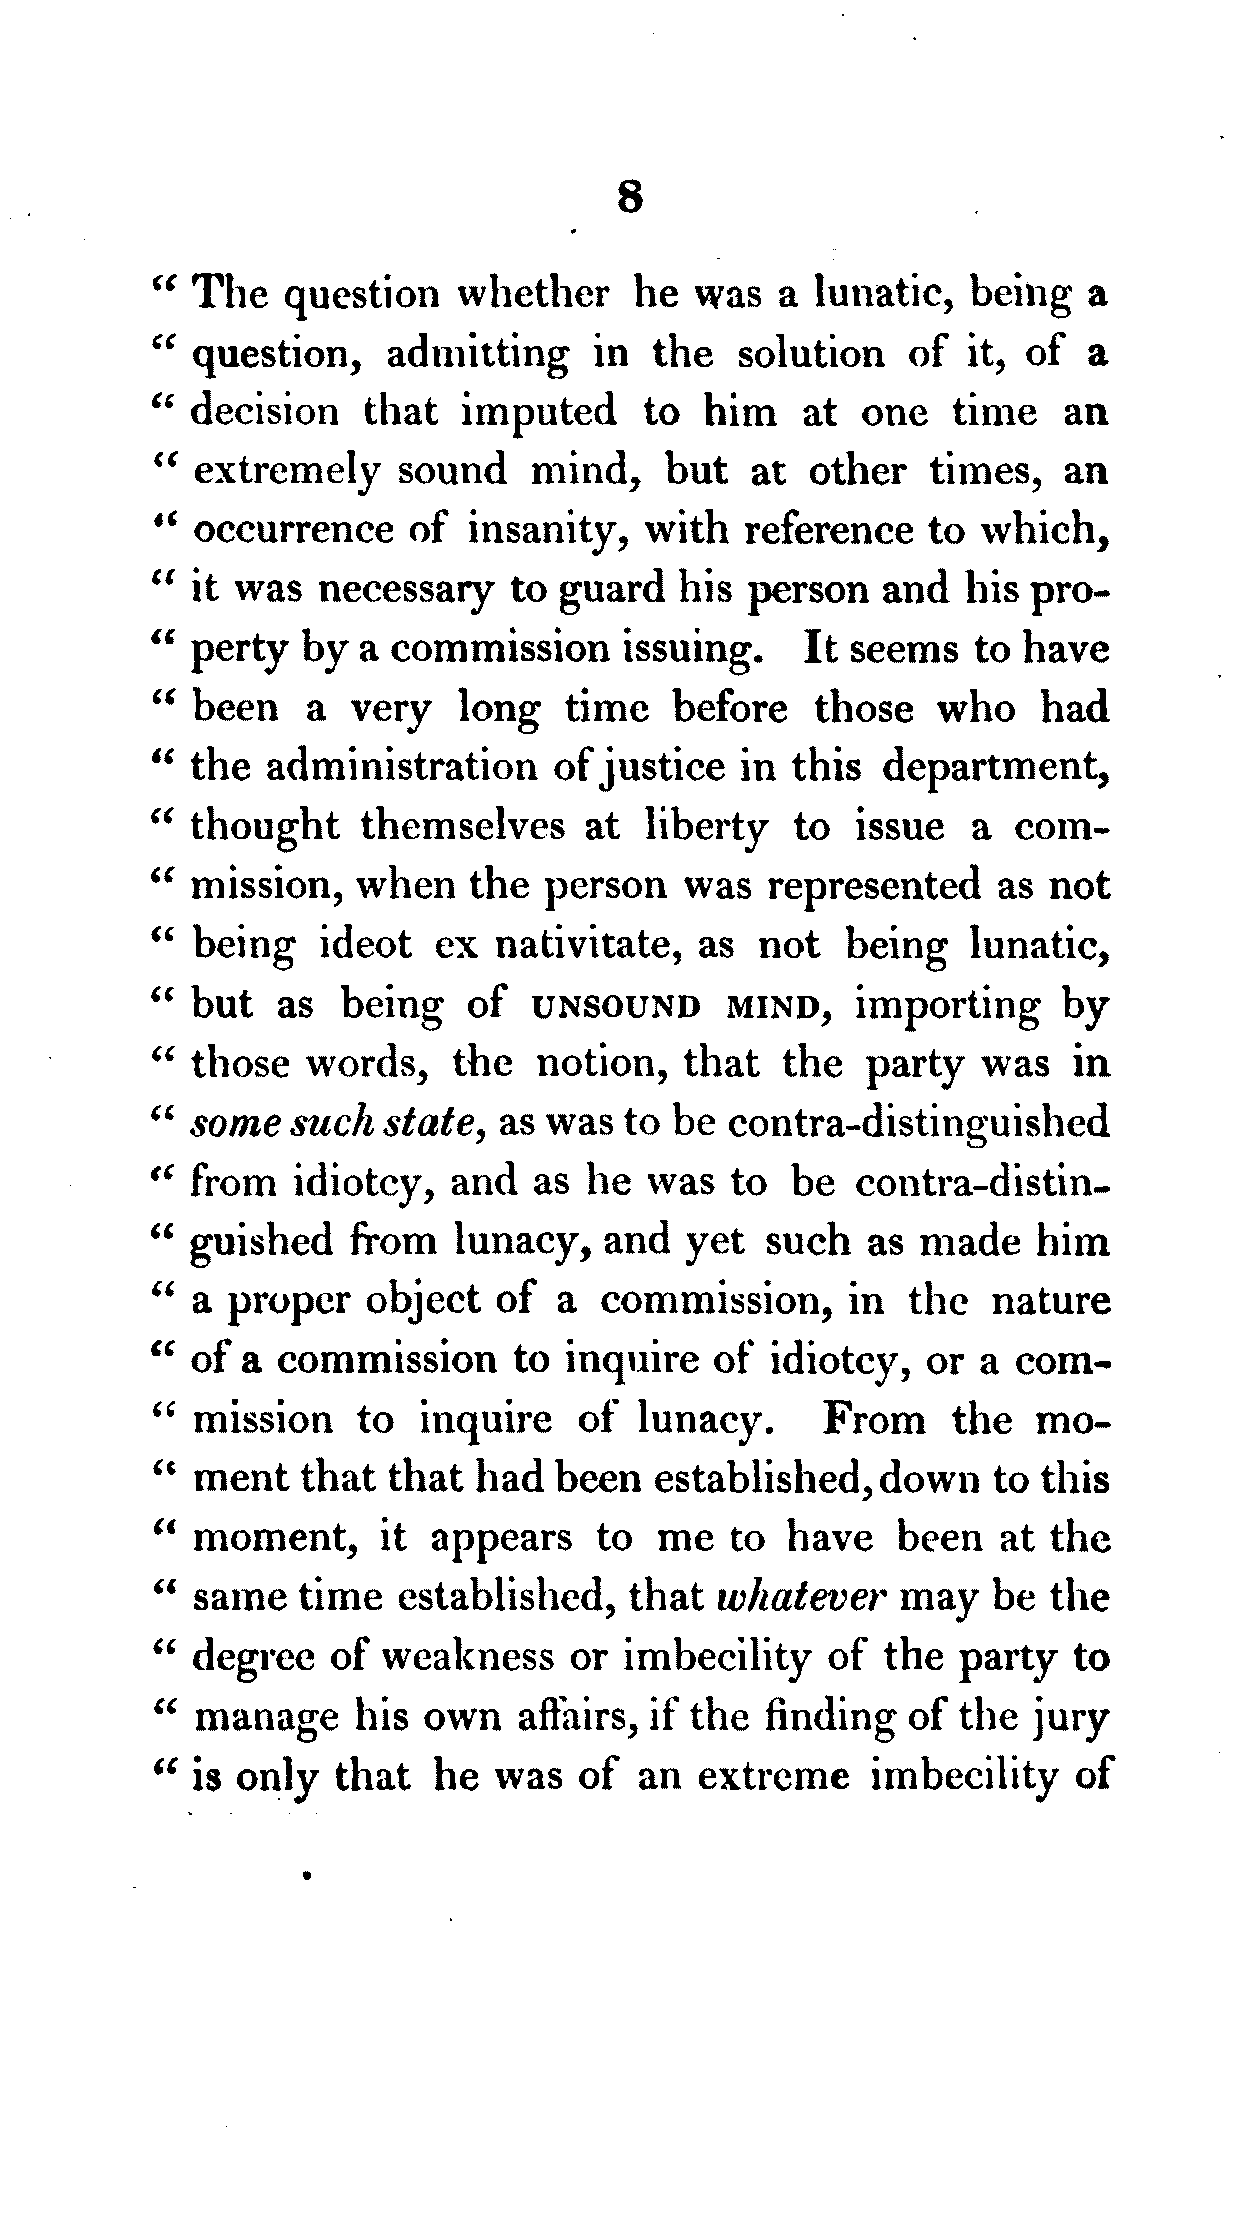 8
“ The question whether he was a lunatic, being a
“ question, admitting in the solution of it, of a
“ decision that imputed to him at one time an
“ extremely sound mind, but at other times, an
“ occurrence of insanity, with reference to which,
“ it was necessary to guard his person and his pro-
“ perty by a commission issuing. It seems to have
“ been a very long time before those who had
“ the administration of justice in this department,
“ thought themselves at liberty to issue a com-
“ mission, when the person was represented as not
“ being ideot ex nativitate, as not being lunatic,
“ but as being of UNSOUND MIND, importing by
“ those words, the notion, that the party was in
“ some such state, as was to be contra-distinguished
“ from idiotcy, and as he was to be contra-distin-
“ guished from lunacy, and yet such as made him
“ a proper object of a commission, in the nature
“ of a commission to inquire of idiotcy, or a com-
“ mission to inquire of lunacy. From the mo-
“ ment that that had been established, down to this
“ moment, it appears to me to have been at the
“ same time established, that whatever may be the
“ degree of weakness or imbecility of the party to
“ manage his own affairs, if the finding of the jury
“ is only that he was of an extreme imbecility of